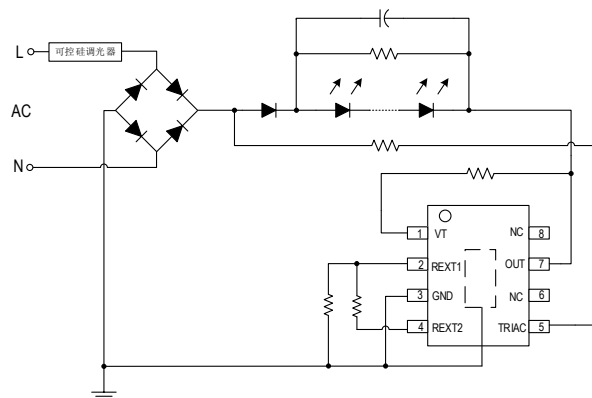 L
可控硅调光器
AC
N
1 VT
NC 8
2 REXT1
OUT 7
3 GND
NC 6
4 REXT2
TRIAC 5